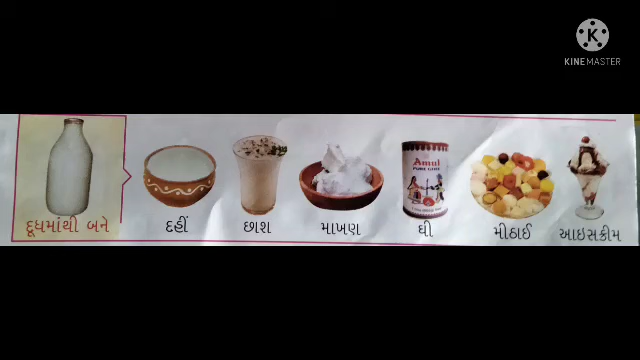 KINEMASTER
દૂધમાંથી બને
દહીં
છાશ
માખણ
Amul
PURE GHEE
ઘી
મીઠાઈ
આઇસક્રીમ